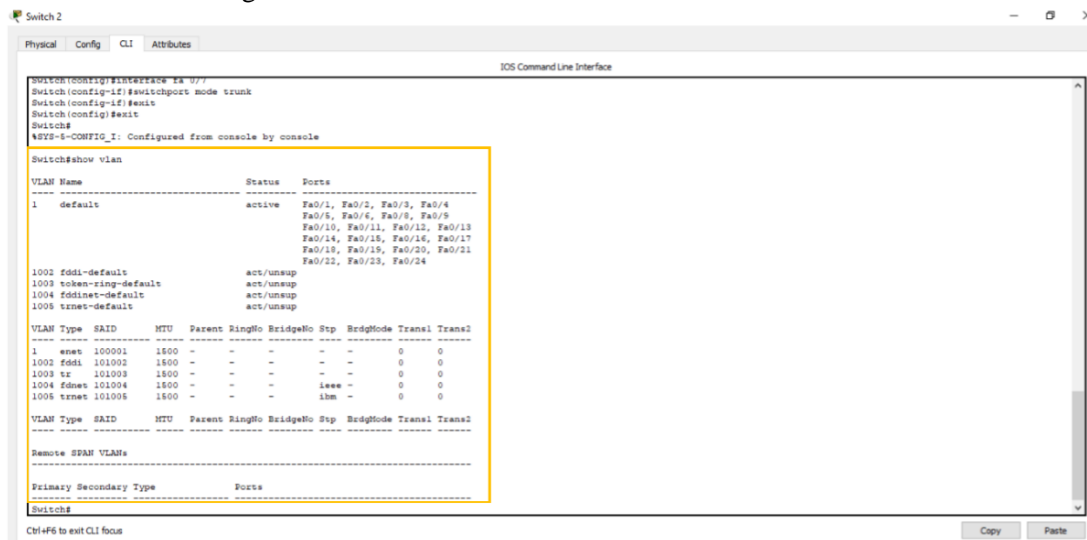 Switch 2
Physical Config CLI Attributes
IOS Command Line Interface
Switch(config)#interface fa 0/7
Switch(config-if)#switchport mode trunk
Switch(config-if)#exit
Switch(config)#exit
Switch#
%SYS-5-CONFIG_I: Configured from console by console
Switch#show vlan
VLAN Name Status Ports
---- -------------------------------- --------- -------------------------------
1 default active Fa0/1, Fa0/2, Fa0/3, Fa0/4
Fa0/5, Fa0/6, Fa0/8, Fa0/9
Fa0/10, Fa0/11, Fa0/12, Fa0/13
Fa0/14, Fa0/15, Fa0/16, Fa0/17
Fa0/18, Fa0/19, Fa0/20, Fa0/21
Fa0/22, Fa0/23, Fa0/24
1002 fddi-default act/unsup
1003 token-ring-default act/unsup
1004 fddinet-default act/unsup
1005 trnet-default act/unsup
VLAN Type SAID MTU Parent RingNo BridgeNo Stp BrdgMode Trans1 Trans2
---- ----- ---------- ----- ------ ------ -------- ---- -------- ------ ------
1 enet 100001 1500 - - - - - 0 0
1002 fddi 101002 1500 - - - - - 0 0
1003 tr 101003 1500 - - - - - 0 0
1004 fdnet 101004 1500 - - - ieee - 0 0
1005 trnet 101005 1500 - - - ibm - 0 0
VLAN Type SAID MTU Parent RingNo BridgeNo Stp BrdgMode Trans1 Trans2
---- ----- ---------- ----- ------ ------ -------- ---- -------- ------ ------
Remote SPAN VLANs
------------------------------------------------------------------------------
Primary Secondary Type Ports
------- --------- ----------------- ------------------------------------------
Switch#
Ctrl+F6 to exit CLI focus
Copy Paste